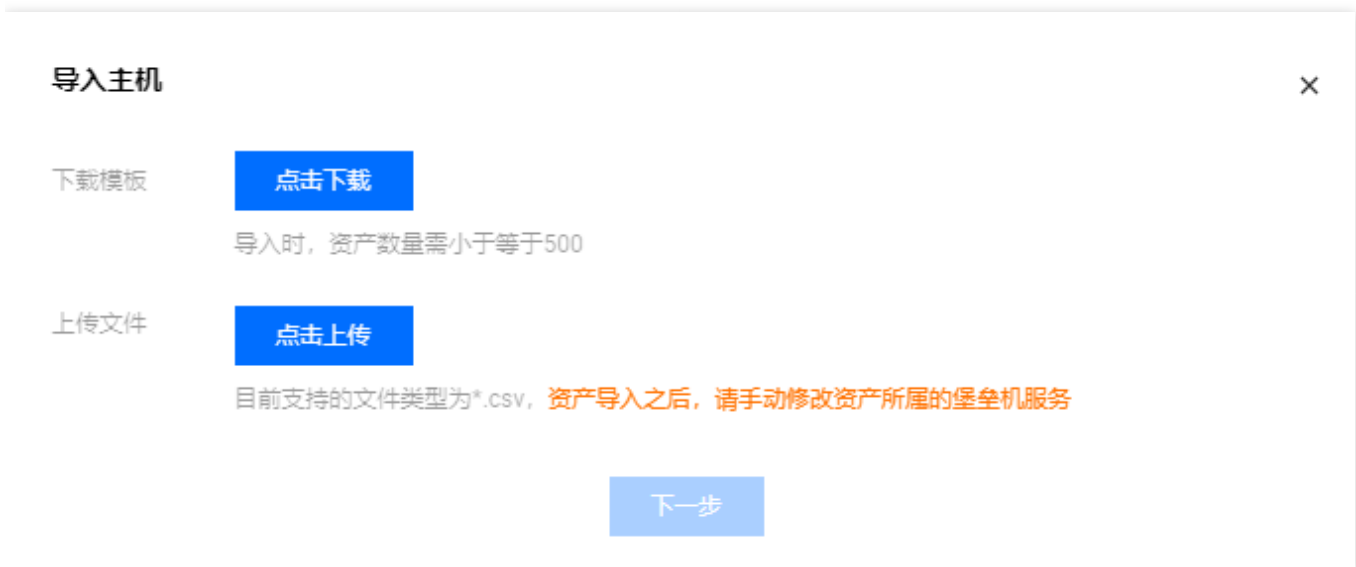 导入主机
下载模板
点击下载
导入时，资产数量需小于等于500
上传文件
点击上传
目前支持的文件类型为*.csv，资产导入之后，请手动修改资产所属的堡垒机服务
下一步